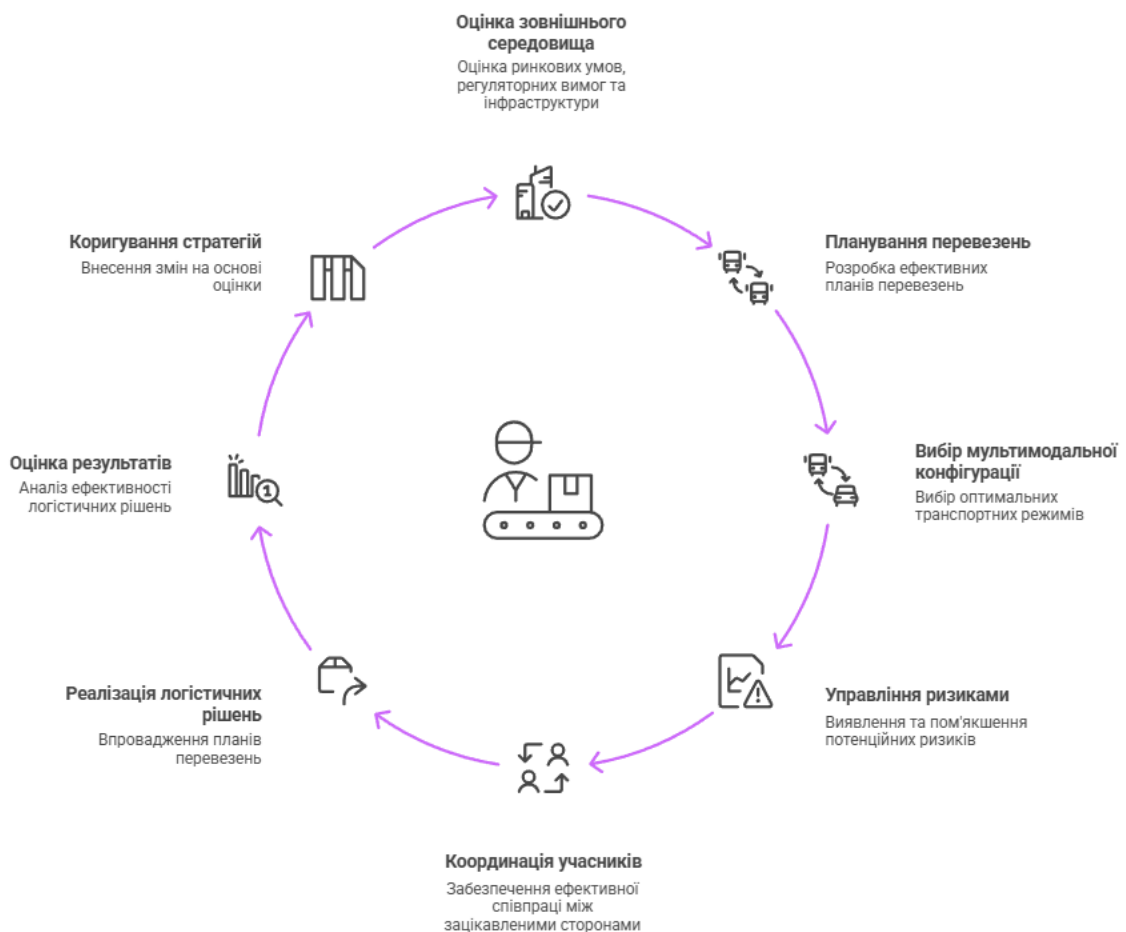 Оцінка зовнішнього
середовища
Оцінка ринкових умов,
регуляторних вимог та
інфраструктури
Планування перевезень
Розробка ефективних
планів перевезень
Вибір мультимодальної
конфігурації
Вибір оптимальних
транспортних режимів
Управління ризиками
Виявлення та пом'якшення
потенційних ризиків
Координація учасників
Забезпечення ефективної
співпраці між
зацікавленими сторонами
Реалізація логістичних
рішень
Впровадження планів
перевезень
Оцінка результатів
Аналіз ефективності
логістичних рішень
1
Коригування стратегій
Внесення змін на основі
оцінки